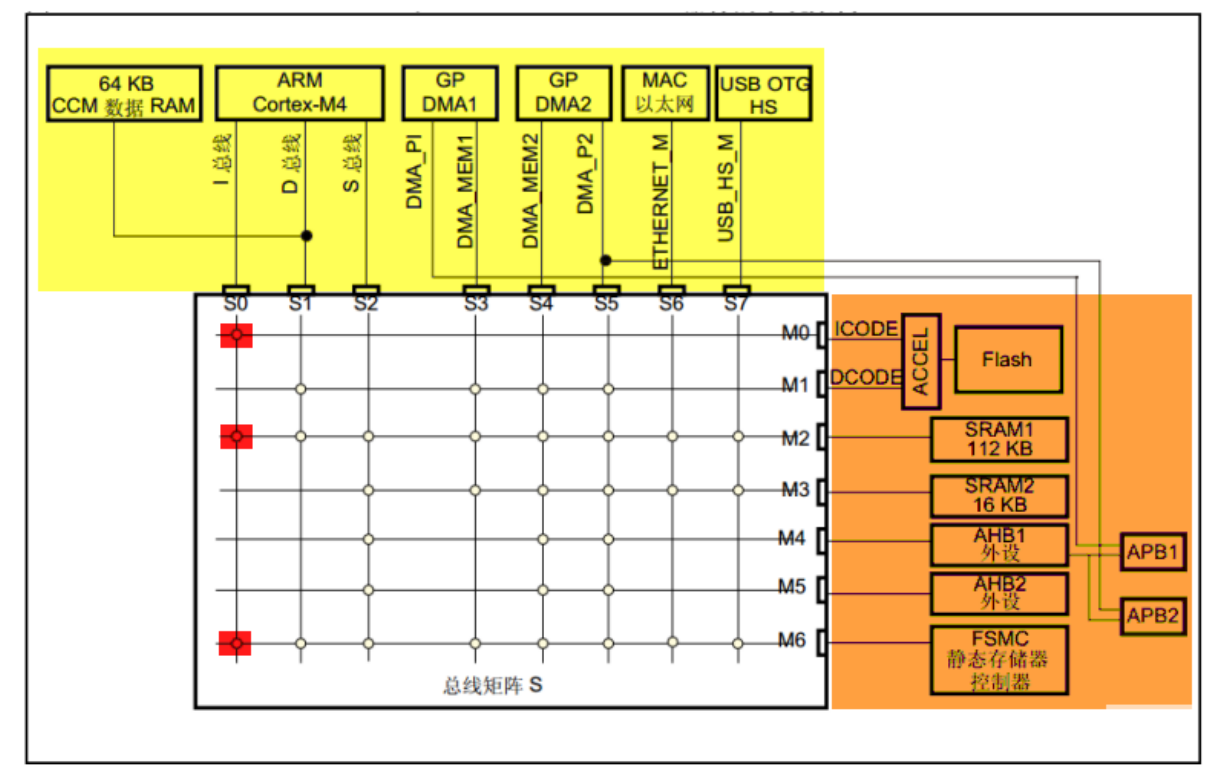 64 KB
CCM 数据 RAM
ARM
Cortex-M4
GP
DMA1
GP
DMA2
MAC
以太网
USB OTG
HS
I 总线
D 总线
S 总线
DMA_PI
DMA_MEM1
DMA_MEM2
DMA_P2
ETHERNET_M
USB_HS_M
S0 S1 S2 S3 S4 S5 S6 S7
M0
ICODE
ACCEL
Flash
M1
DCODE
M2
SRAM1
112 KB
M3
SRAM2
16 KB
M4
AHB1
外设
APB1
M5
AHB2
外设
APB2
M6
FSMC
静态存储器
控制器
总线矩阵 S